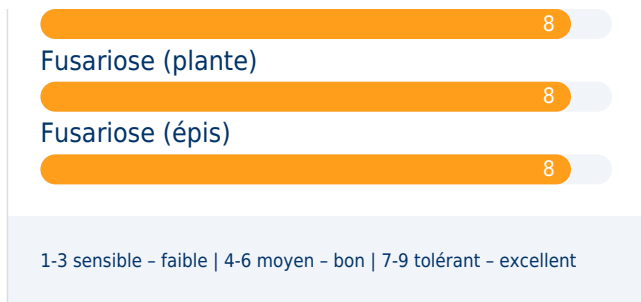 8
Fusariose (plante)
8
Fusariose (épis)
8
1-3 sensible – faible | 4-6 moyen – bon | 7-9 tolérant – excellent